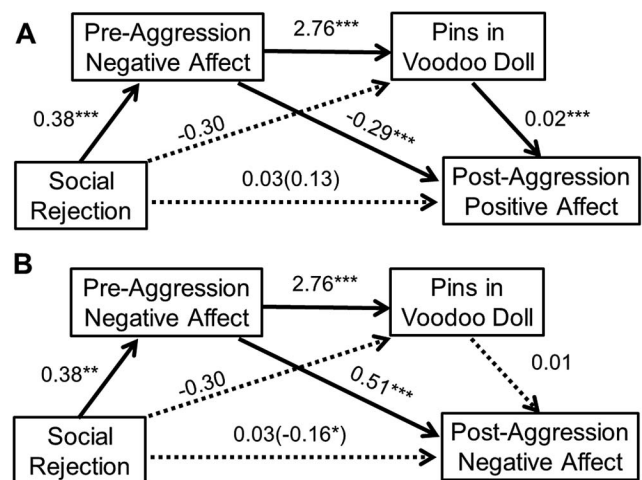 A
Pre-Aggression
Negative Affect
2.76***
Pins in
Voodoo Doll
0.38***
-0.30
-0.29***
0.02***
Social
Rejection
0.03(0.13)
Post-Aggression
Positive Affect
B
Pre-Aggression
Negative Affect
2.76***
Pins in
Voodoo Doll
0.38**
-0.30
0.51***
0.01
Social
Rejection
0.03(-0.16*)
Post-Aggression
Negative Affect